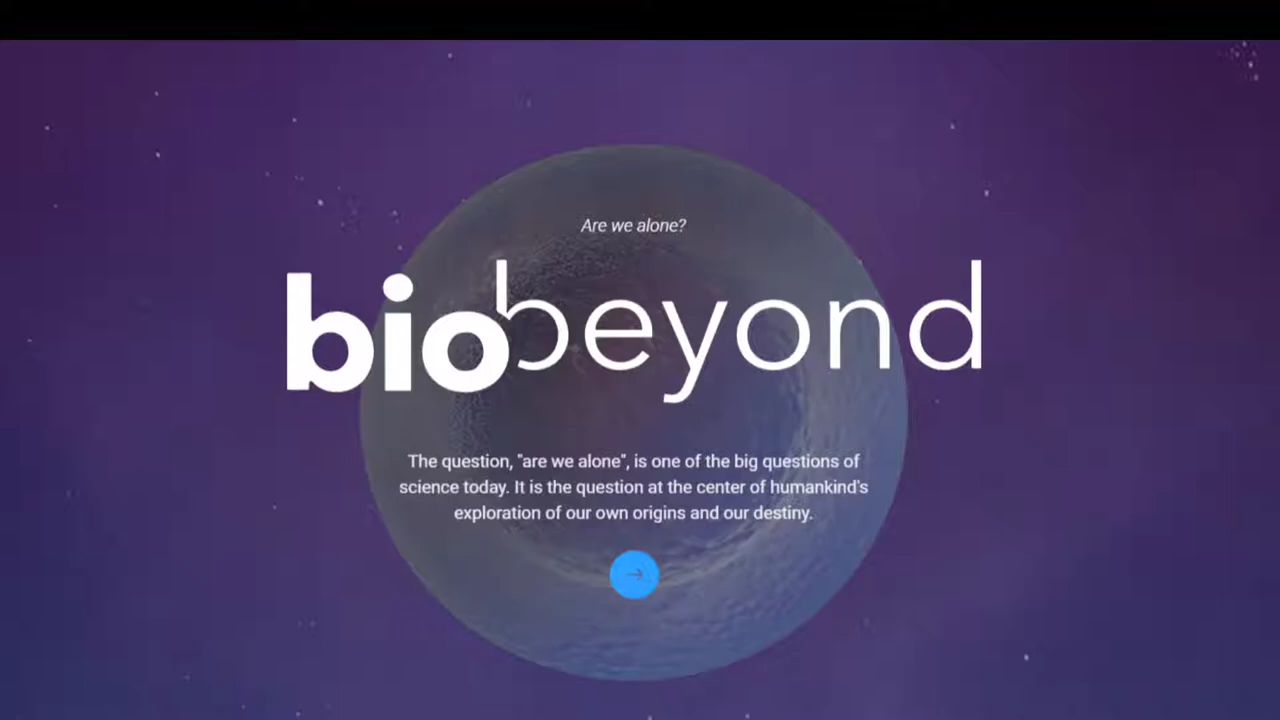 Are we alone?
biobeyond
The question, "are we alone", is one of the big questions of
science today. It is the question at the center of humankind's
exploration of our own origins and our destiny.